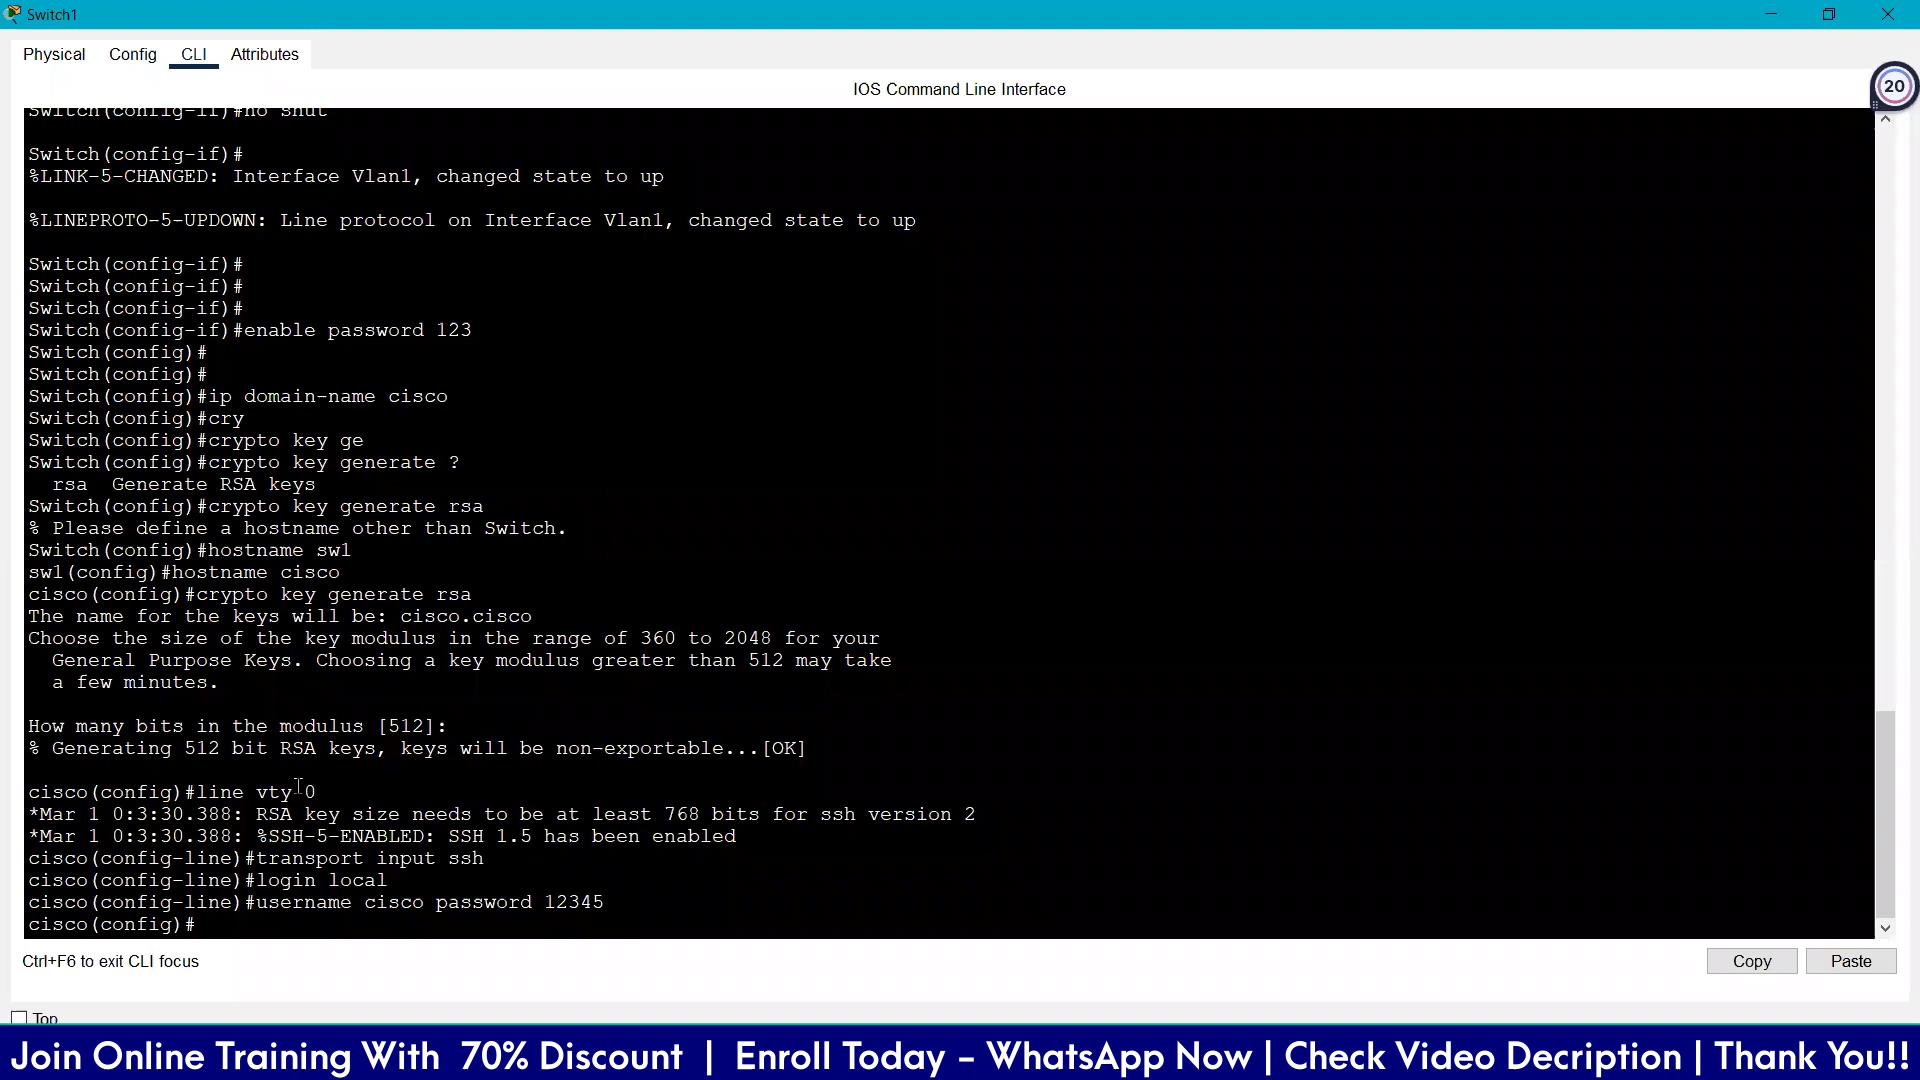 Switch1
Physical Config CLI Attributes
IOS Command Line Interface
20
Switch(config-if)#no shut
Switch(config-if)#
%LINK-5-CHANGED: Interface Vlan1, changed state to up
%LINEPROTO-5-UPDOWN: Line protocol on Interface Vlan1, changed state to up
Switch(config-if)#
Switch(config-if)#
Switch(config-if)#
Switch(config-if)#enable password 123
Switch(config)#
Switch(config)#
Switch(config)#ip domain-name cisco
Switch(config)#cry
Switch(config)#crypto key ge
Switch(config)#crypto key generate ?
rsa Generate RSA keys
Switch(config)#crypto key generate rsa
% Please define a hostname other than Switch.
Switch(config)#hostname sw1
sw1(config)#hostname cisco
cisco(config)#crypto key generate rsa
The name for the keys will be: cisco.cisco
Choose the size of the key modulus in the range of 360 to 2048 for your
General Purpose Keys. Choosing a key modulus greater than 512 may take
a few minutes.
How many bits in the modulus [512]:
% Generating 512 bit RSA keys, keys will be non-exportable...[OK]
cisco(config)#line vty 0
*Mar 1 0:3:30.388: RSA key size needs to be at least 768 bits for ssh version 2
*Mar 1 0:3:30.388: %SSH-5-ENABLED: SSH 1.5 has been enabled
cisco(config-line)#transport input ssh
cisco(config-line)#login local
cisco(config-line)#username cisco password 12345
cisco(config)#
Ctrl+F6 to exit CLI focus
Copy Paste
Top
Join Online Training With 70% Discount | Enroll Today - WhatsApp Now | Check Video Decription | Thank You!!